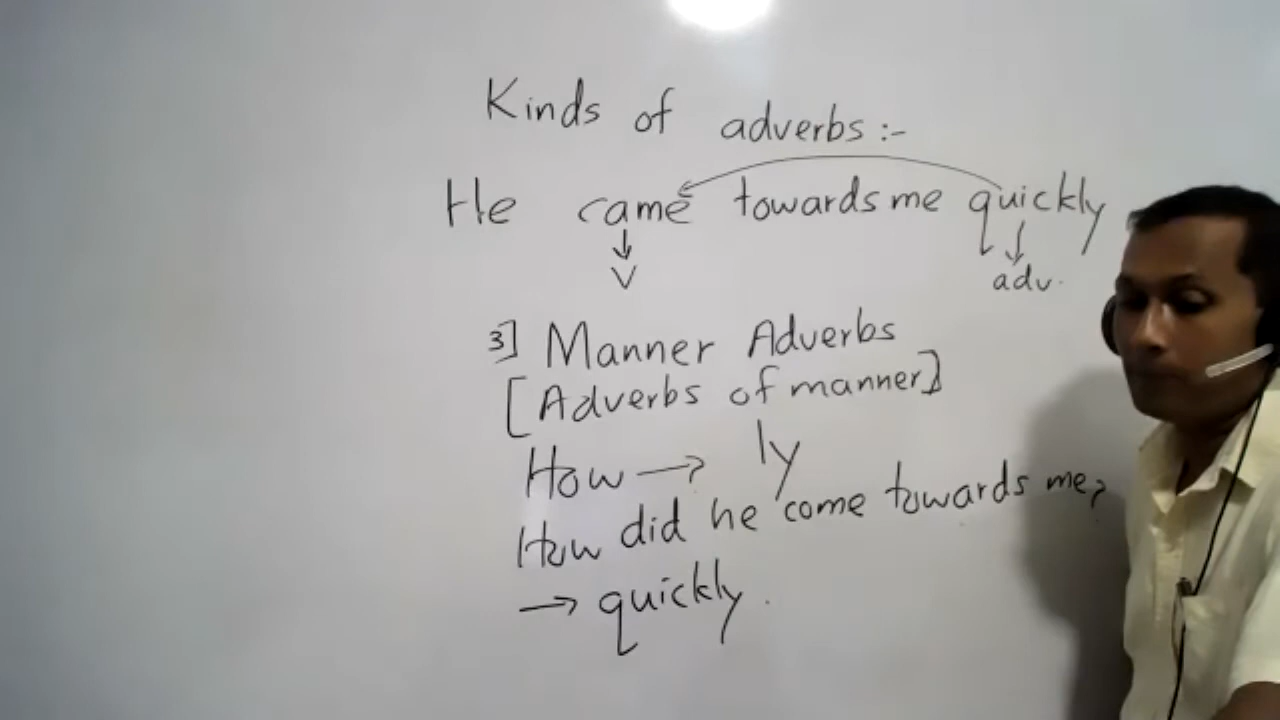 Kinds of adverbs :-
He came towards me quickly
↓ ↓
V adv.
3] Manner Adverbs
[Adverbs of manner]
How → ly
How did he come towards me?
→ quickly.